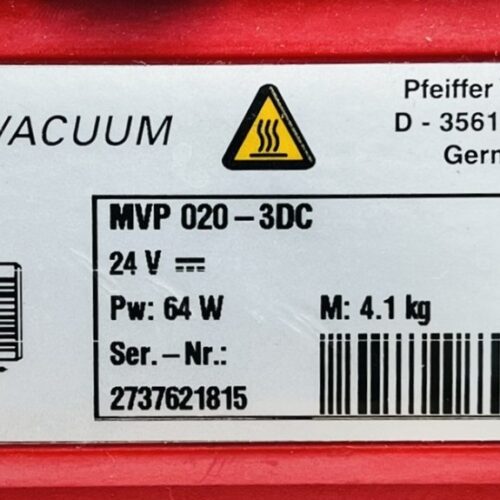 VACUUM
Pfeiffer
D - 3561
Germ
MVP 020-3DC
24 V ⎓
Pw: 64 W M: 4.1 kg
Ser.-Nr.:
2737621815